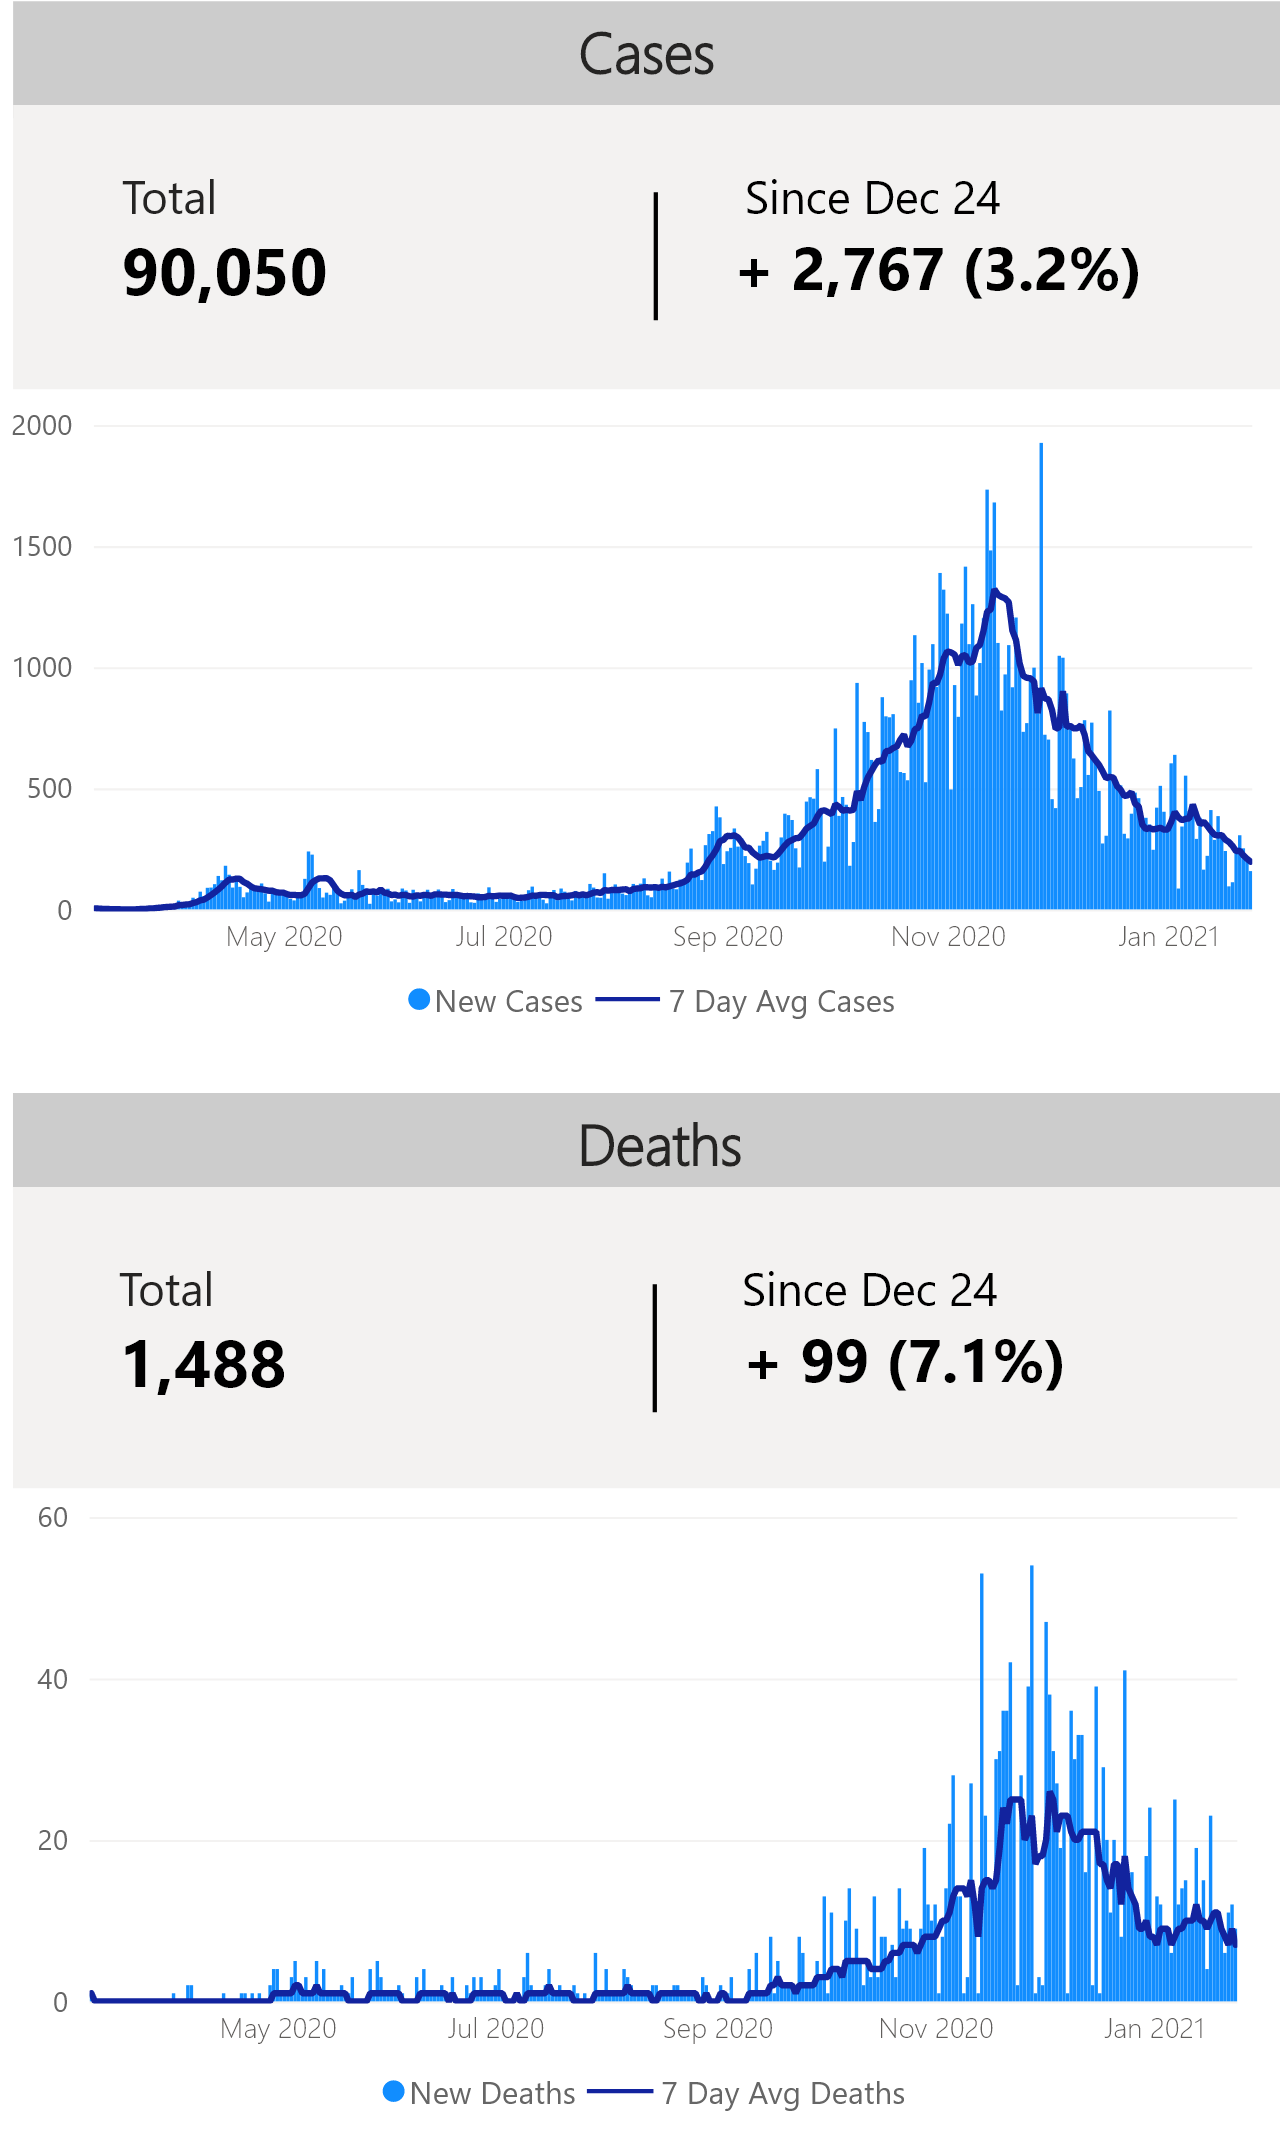 Cases
Total
Since Dec 24
90,050
+ 2,767 (3.2%)
2000
1500
1000
500
0
May 2020
Jul 2020
Sep 2020
Nov 2020
Jan 2021
New Cases
7 Day Avg Cases
Deaths
Total
Since Dec 24
1,488
+ 99 (7.1%)
60
40
20
0
May 2020
Jul 2020
Sep 2020
Nov 2020
Jan 2021
New Deaths
7 Day Avg Deaths